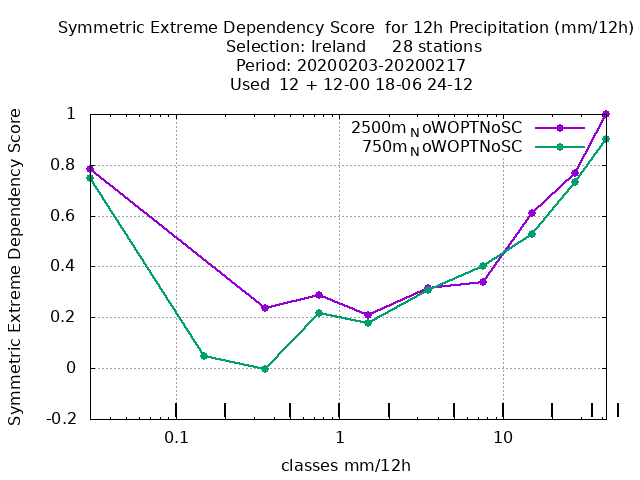 Symmetric Extreme Dependency Score  for 12h Precipitation (mm/12h)
Selection: Ireland     28 stations
Period: 20200203-20200217
Used  12 + 12-00 18-06 24-12
2500m_NoWOPTNoSC
750m_NoWOPTNoSC
Symmetric Extreme Dependency Score
1
0.8
0.6
0.4
0.2
0
-0.2
0.1
1
10
classes mm/12h